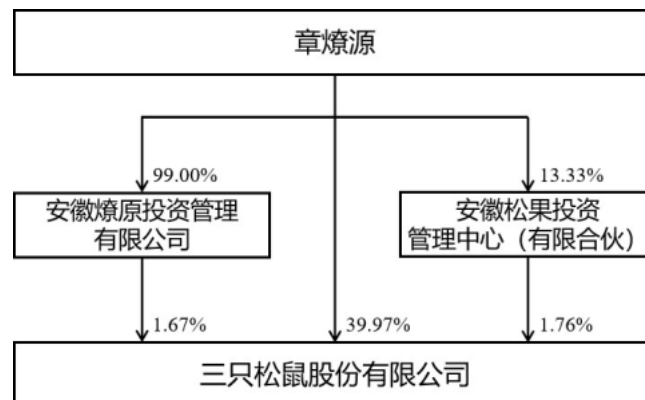 章燎源
99.00%
13.33%
安徽燎原投资管理
有限公司
安徽松果投资
管理中心（有限合伙）
1.67%
39.97%
1.76%
三只松鼠股份有限公司